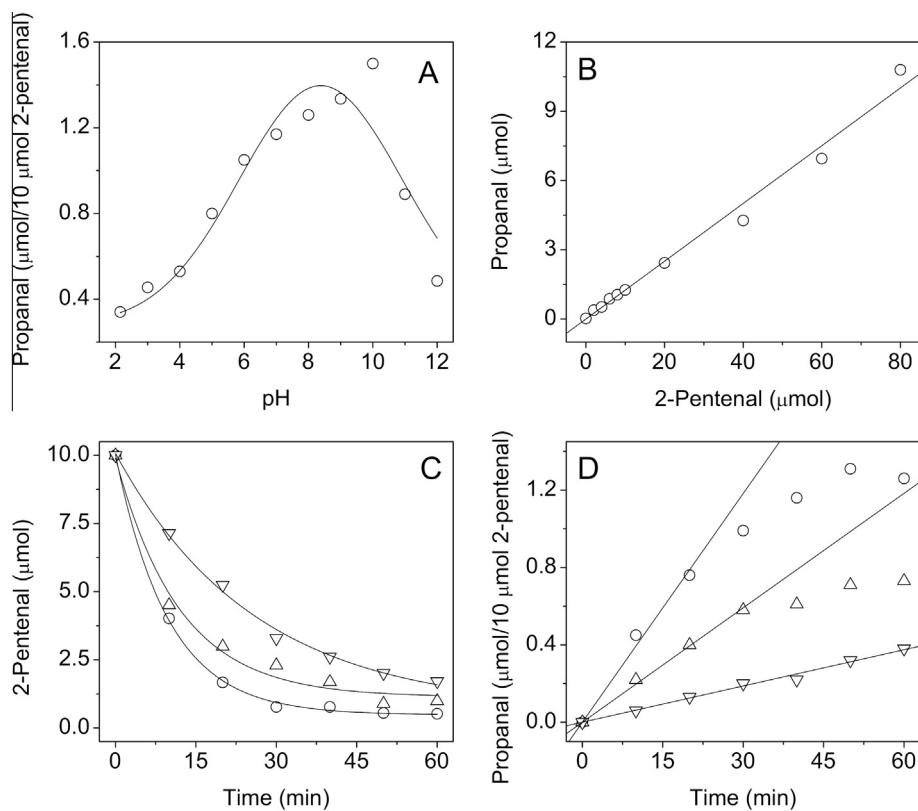 A
Propanal (μmol/10 μmol 2-pentenal)
1.6
1.2
0.8
0.4
2 4 6 8 10 12
pH
B
Propanal (μmol)
12
9
6
3
0
0 20 40 60 80
2-Pentenal (μmol)
C
2-Pentenal (μmol)
10.0
7.5
5.0
2.5
0.0
0 15 30 45 60
Time (min)
D
Propanal (μmol/10 μmol 2-pentenal)
1.2
0.8
0.4
0.0
0 15 30 45 60
Time (min)